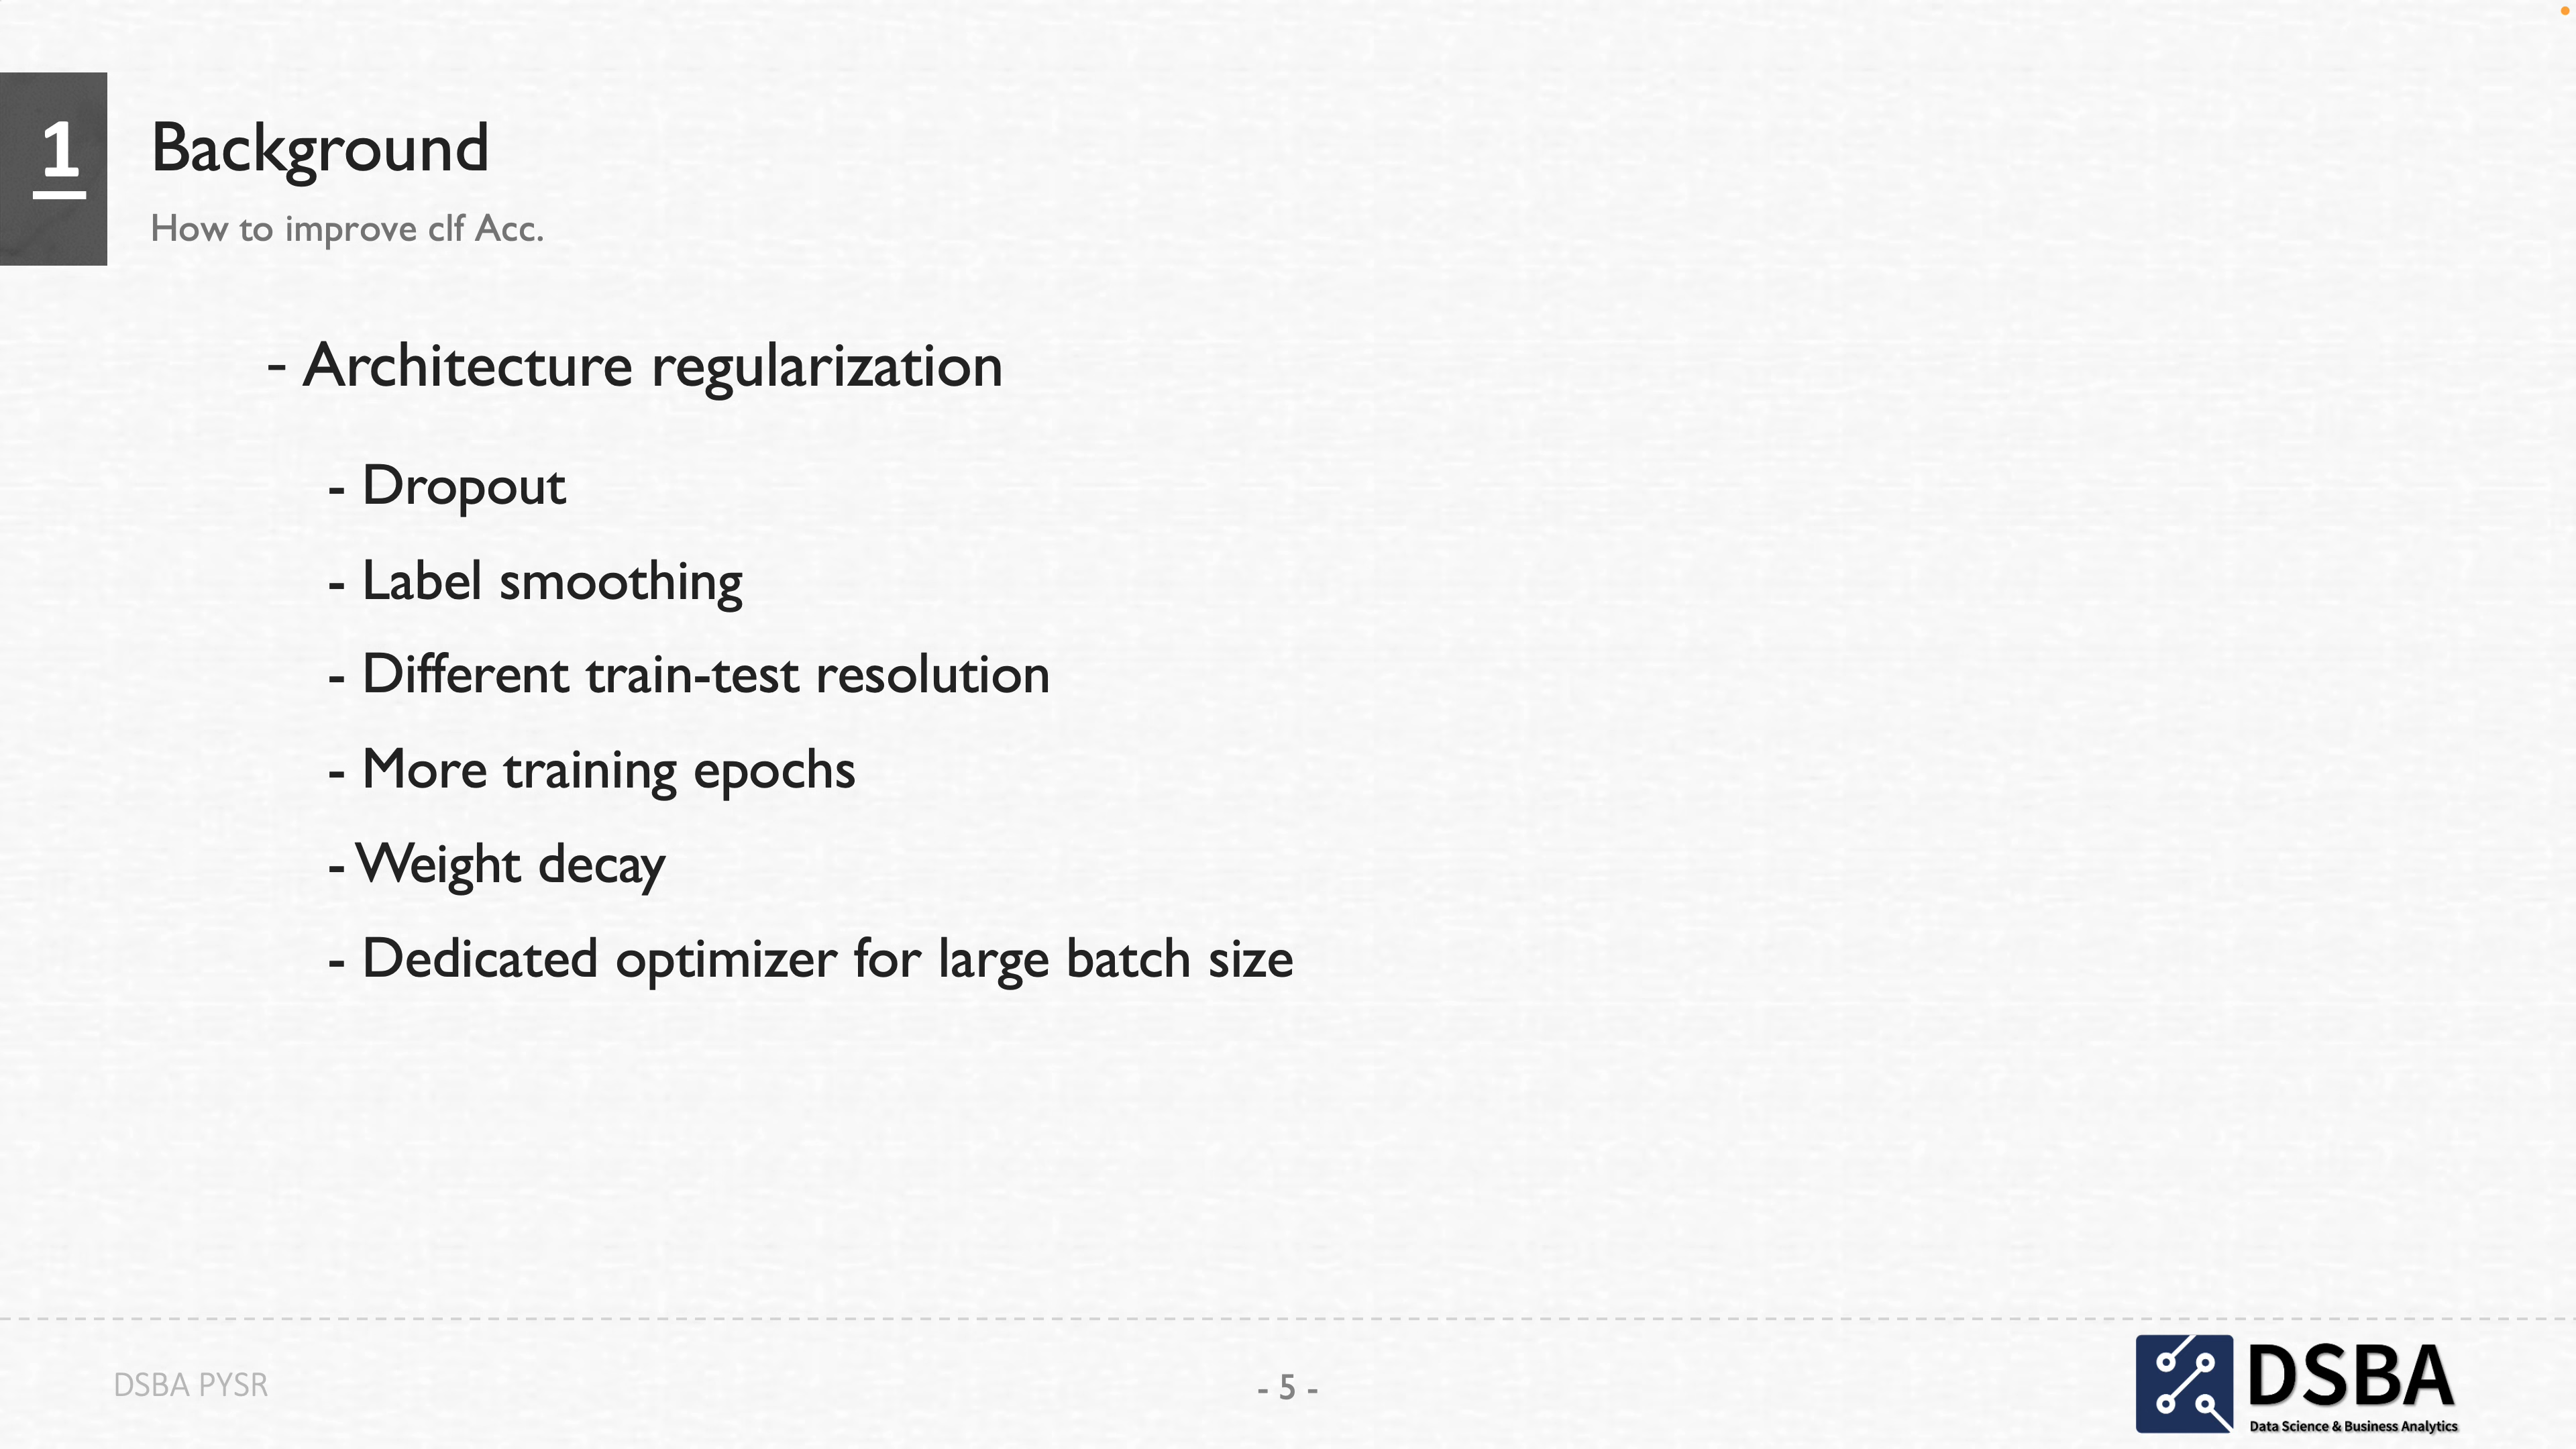 1
Background
How to improve clf Acc.
- Architecture regularization
- Dropout
- Label smoothing
- Different train-test resolution
- More training epochs
- Weight decay
- Dedicated optimizer for large batch size
DSBA PYSR
- 5 -
DSBA
Data Science & Business Analytics